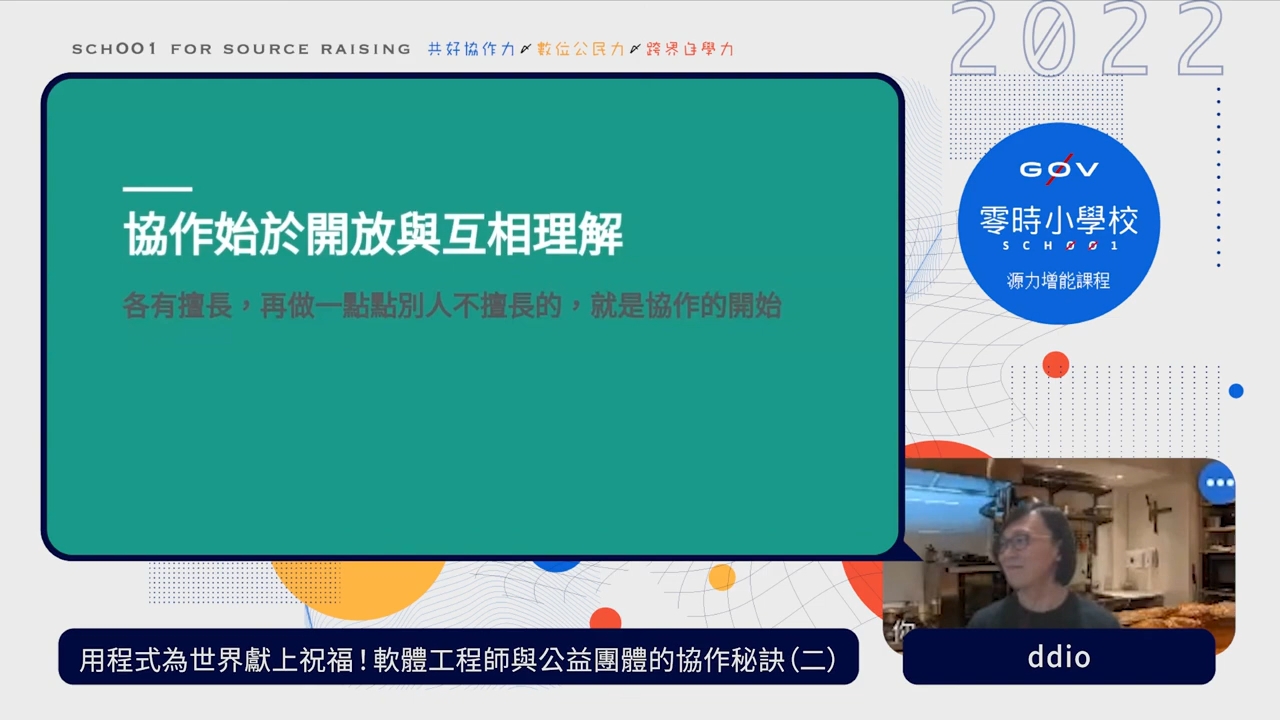 SCHOO1 FOR SOURCE RAISING 共好協作力 數位公民力 跨界自學力
2022
GOV
零時小學校
SCHOO1
源力增能課程
協作始於開放與互相理解
各有擅長，再做一點點別人不擅長的，就是協作的開始
你
用程式為世界獻上祝福！軟體工程師與公益團體的協作秘訣（二）
ddio